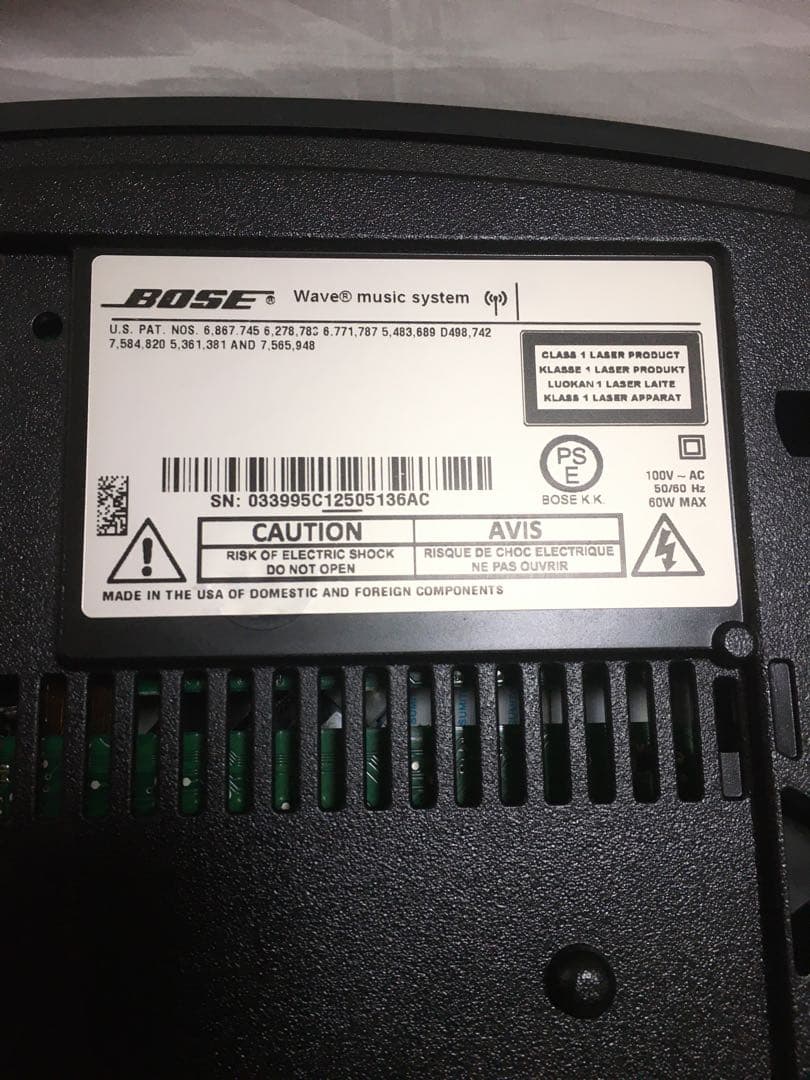 BOSE® Wave® music system
U.S. PAT. NOS. 6,867.745 6,278,78 6.771,787 5,483,689 D498,742
7,584,820 5,361,381 AND 7,565,948
CLASS 1 LASER PRODUCT
KLASSE 1 LASER PRODUKT
LUOKAN 1 LASER LAITE
KLASS 1 LASER APPARAT
PS
E
BOSE K.K.
100V ~ AC
50/60 Hz
60W MAX
SN: 033995C12505136AC
CAUTION
RISK OF ELECTRIC SHOCK
DO NOT OPEN
AVIS
RISQUE DE CHOC ELECTRIQUE
NE PAS OUVRIR
MADE IN THE USA OF DOMESTIC AND FOREIGN COMPONENTS